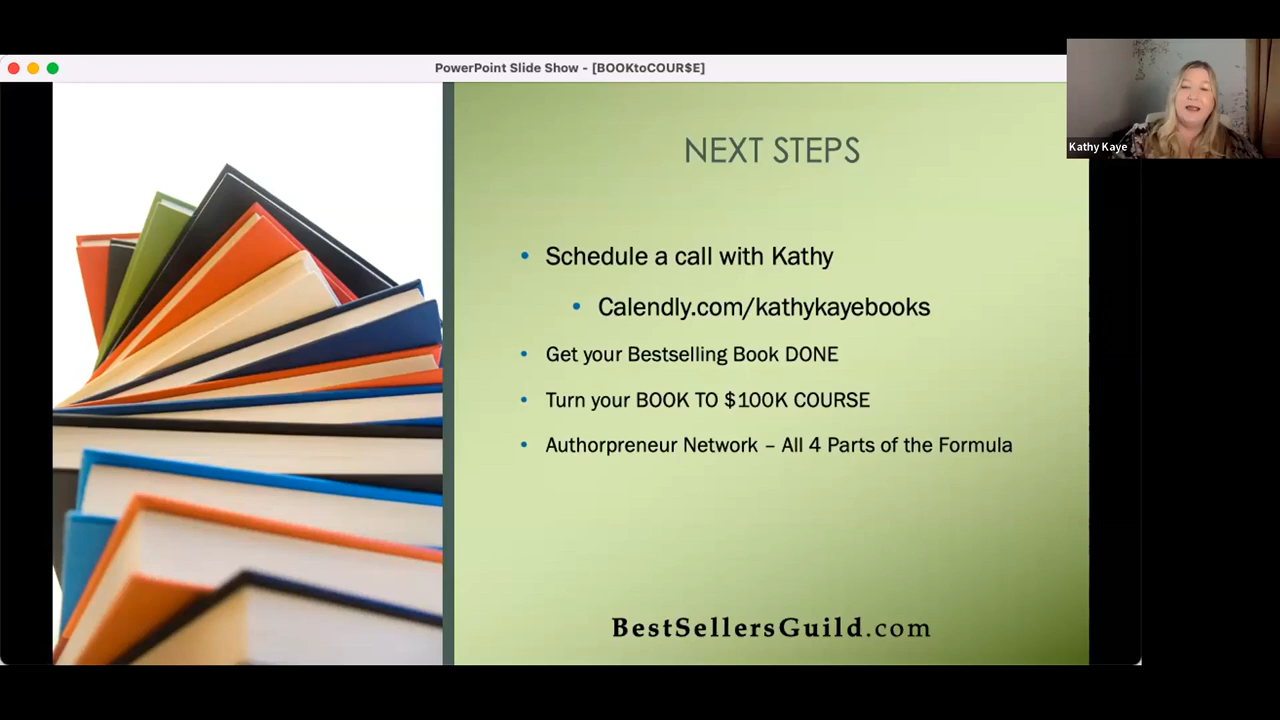 PowerPoint Slide Show - [BOOKtoCOUR$E]
Kathy Kaye
NEXT STEPS
• Schedule a call with Kathy
• Calendly.com/kathykayebooks
• Get your Bestselling Book DONE
• Turn your BOOK TO $100K COURSE
• Authorpreneur Network – All 4 Parts of the Formula
BestSellersGuild.com